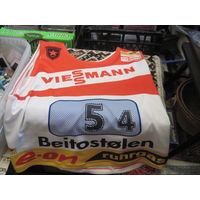 VIESSMANN
54
Beitostølen
e·on ruhrgas